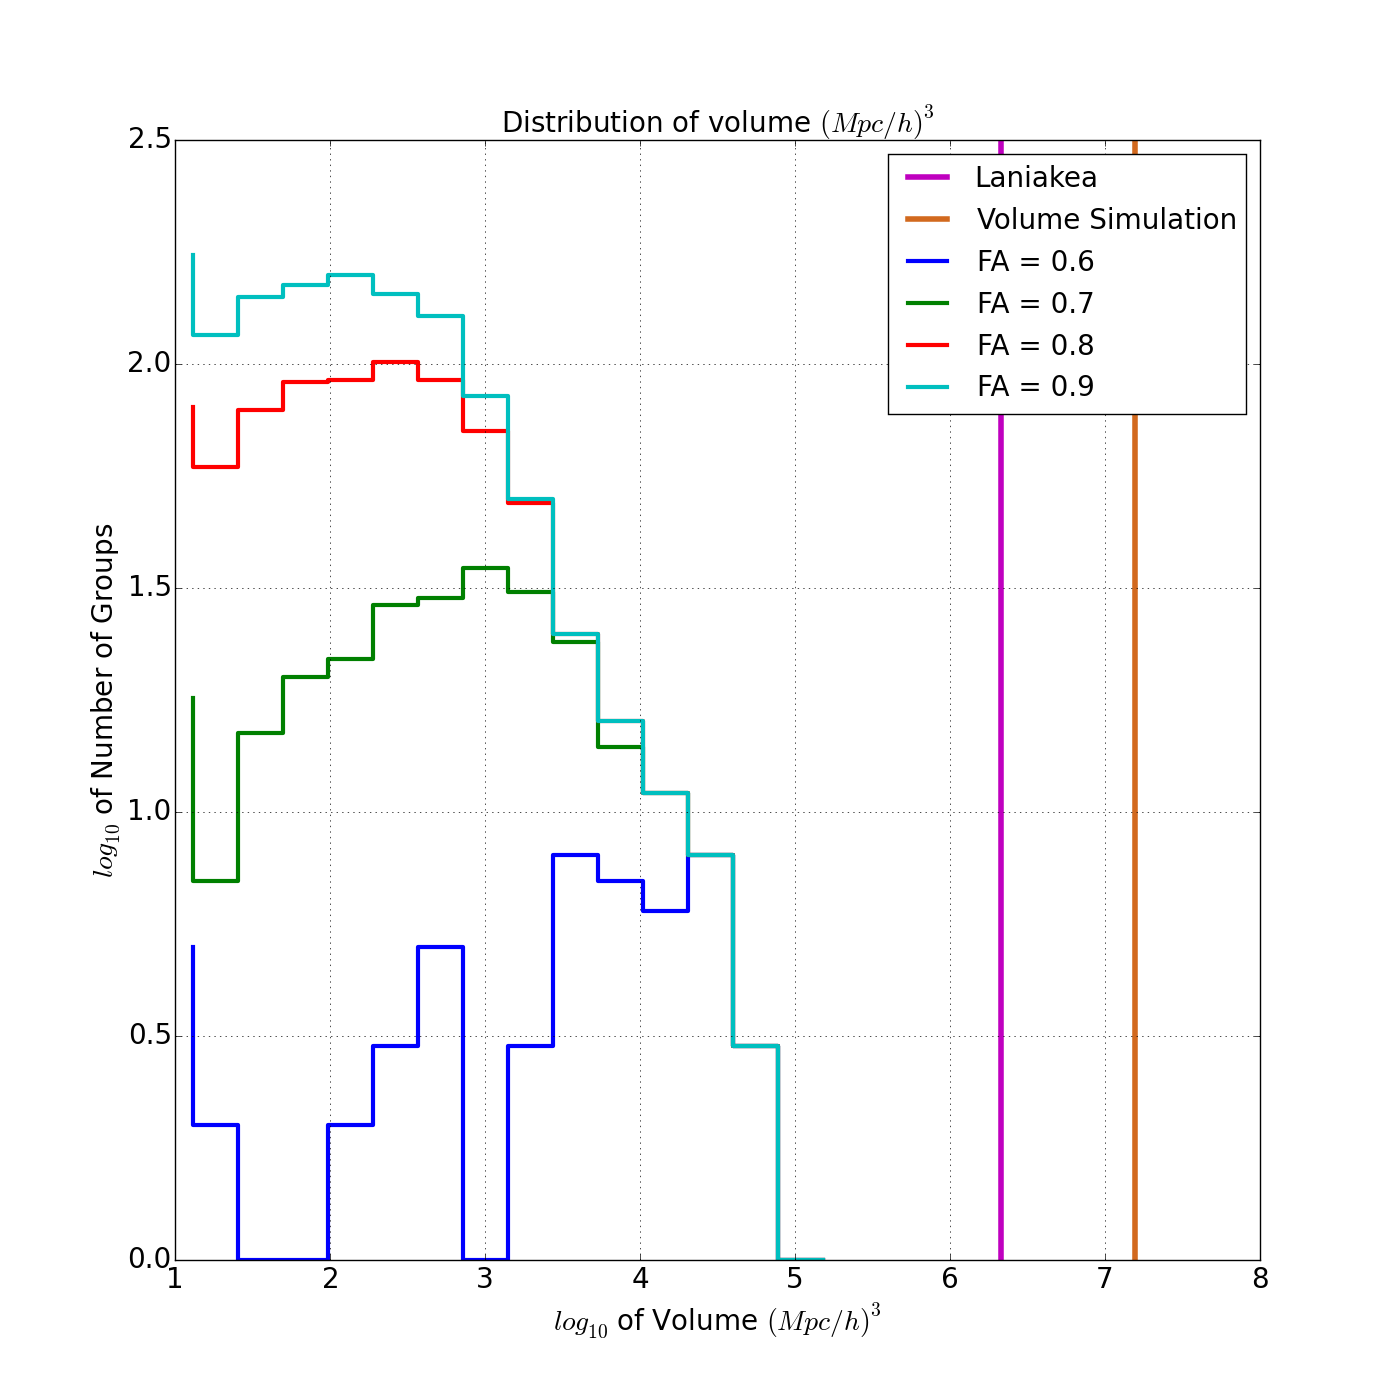 Distribution of volume (Mpc/h)³
2.5
2.0
1.5
1.0
0.5
0.0
log₁₀ of Number of Groups
Laniakea
Volume Simulation
FA = 0.6
FA = 0.7
FA = 0.8
FA = 0.9
1 2 3 4 5 6 7 8
log₁₀ of Volume (Mpc/h)³